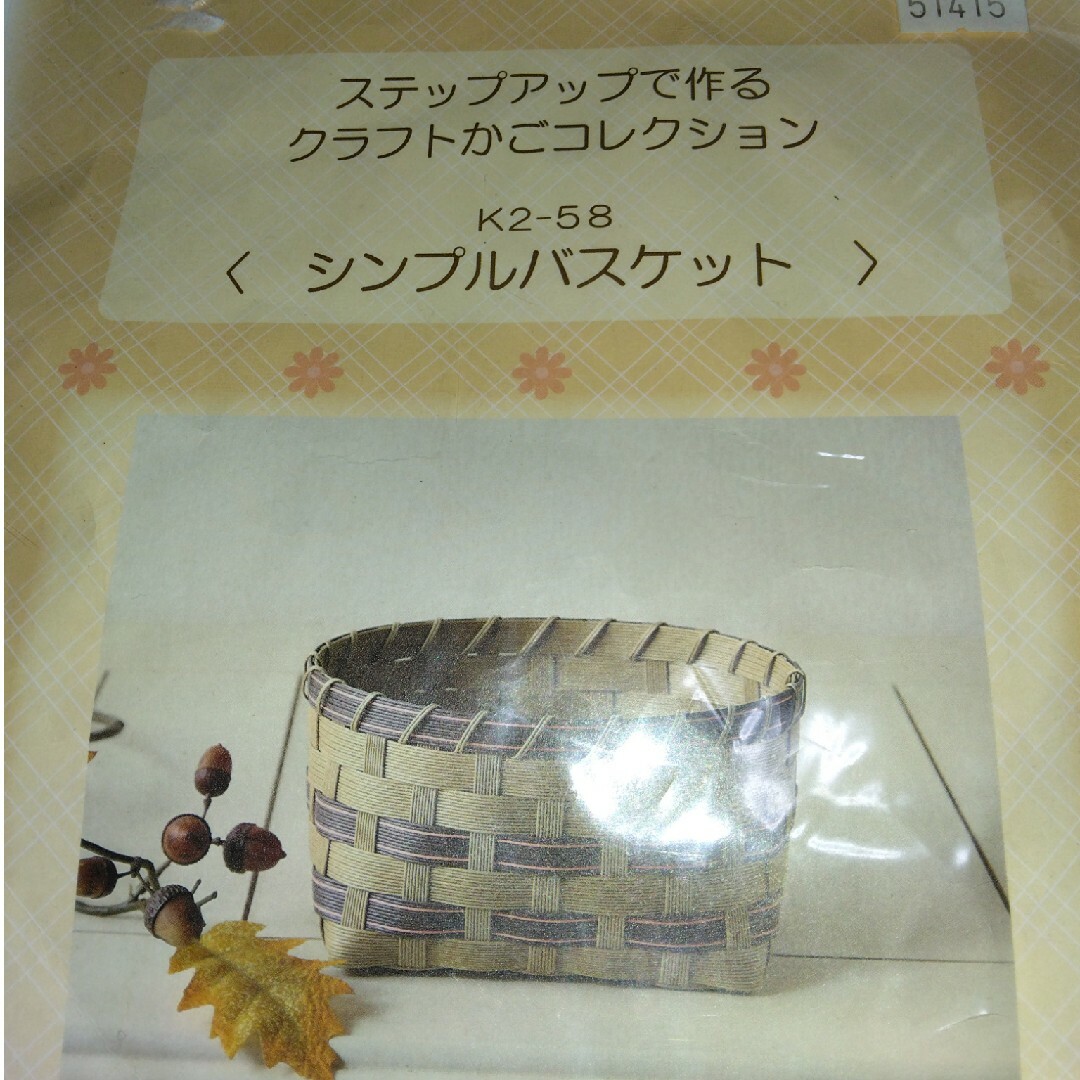 51415
ステップアップで作る
クラフトかごコレクション
K2-58
〈 シンプルバスケット 〉